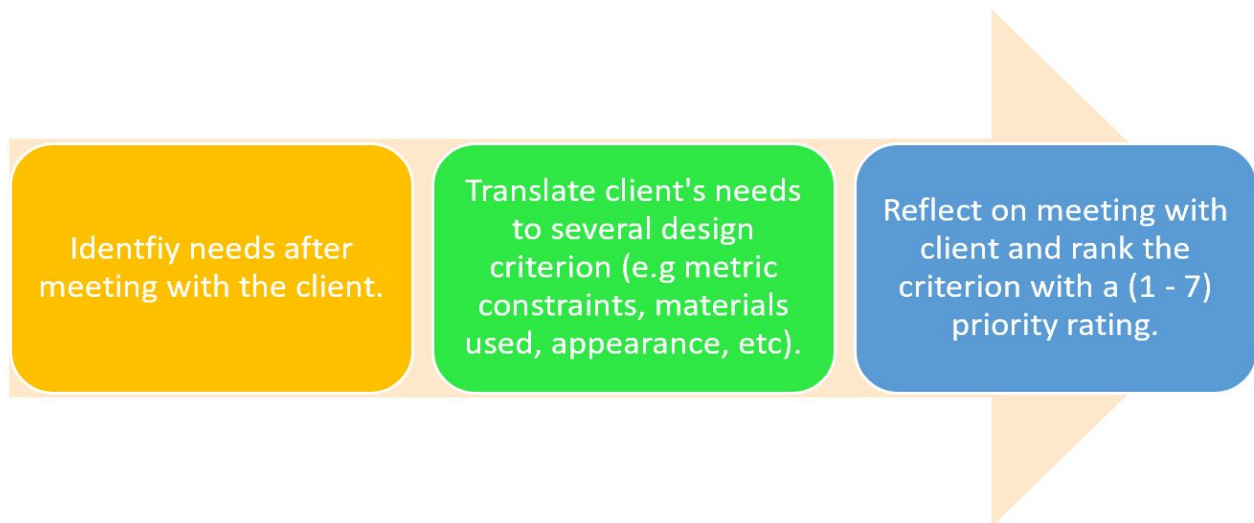 Identfiy needs after
meeting with the client.
Translate client's needs
to several design
criterion (e.g metric
constraints, materials
used, appearance, etc).
Reflect on meeting with
client and rank the
criterion with a (1 - 7)
priority rating.